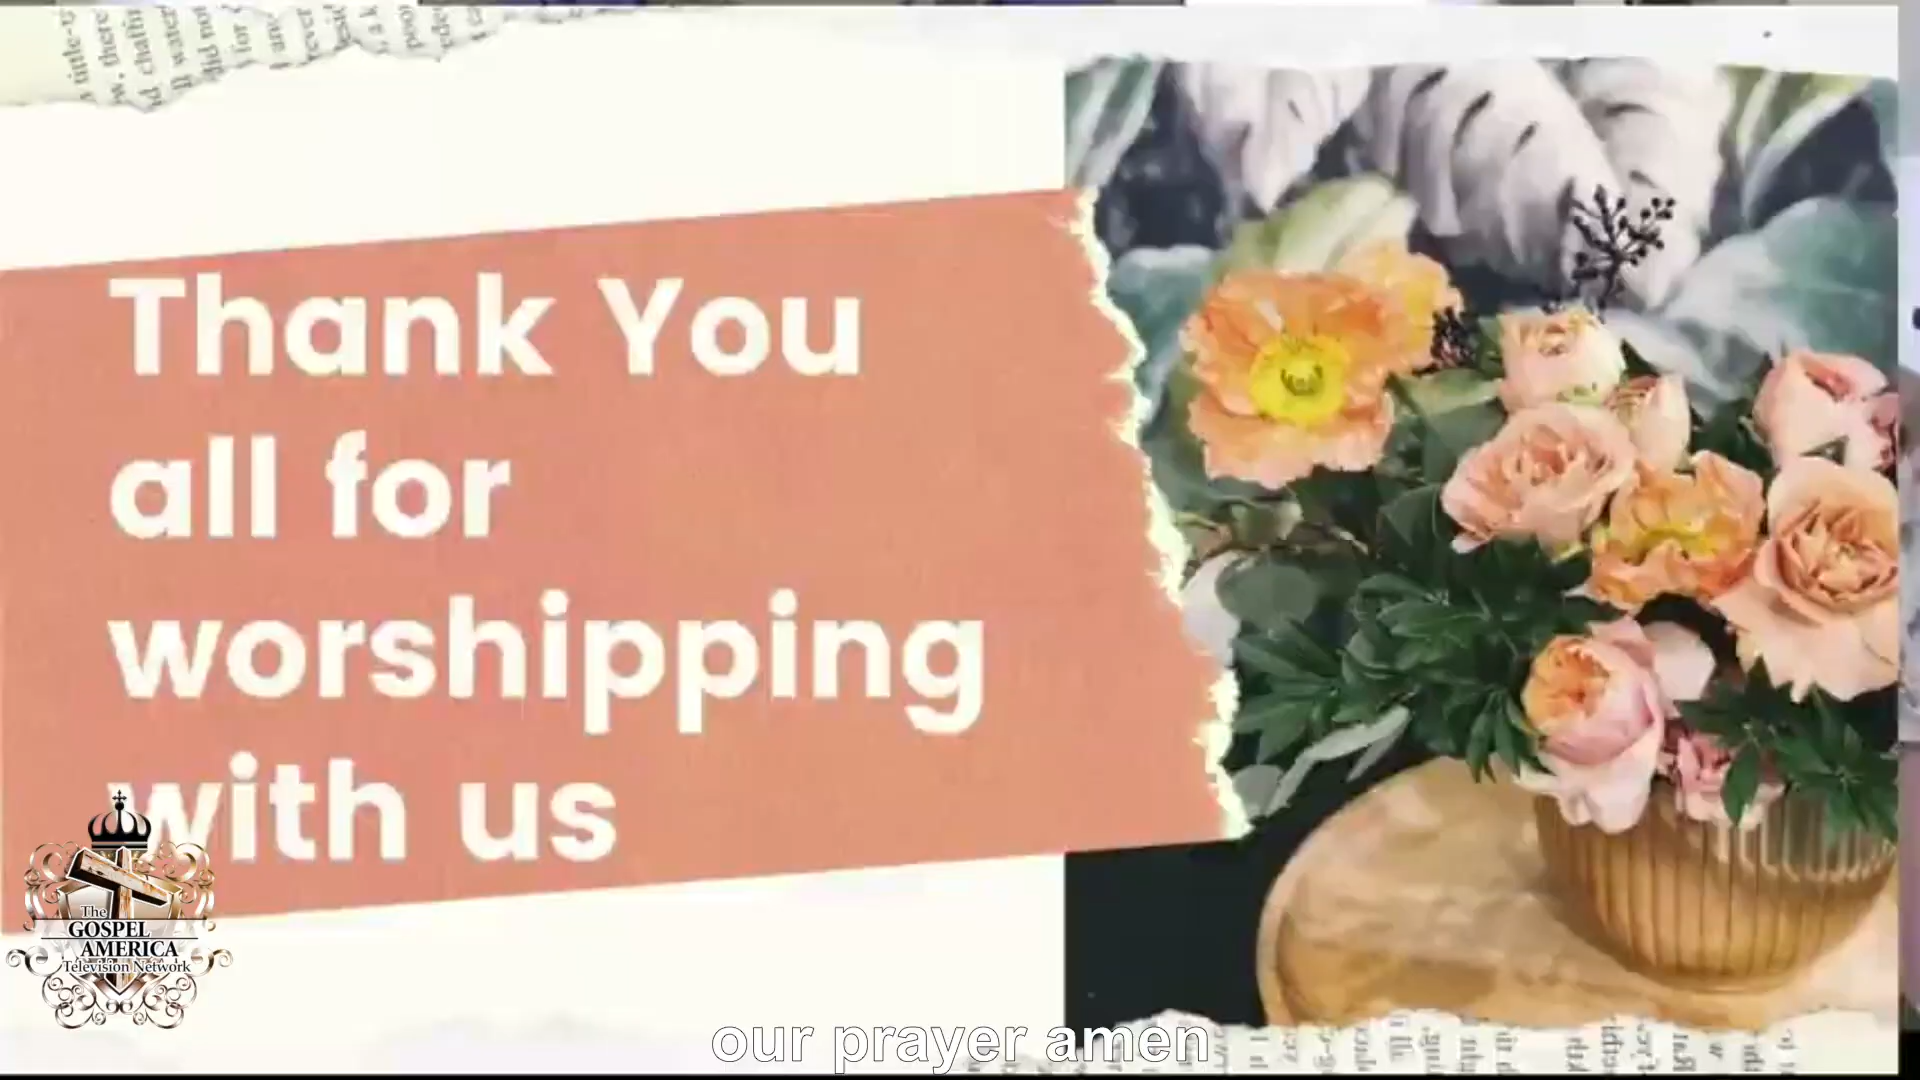 Thank You
all for
worshipping
with us
The
GOSPEL
AMERICA
Television Network
our prayer amen